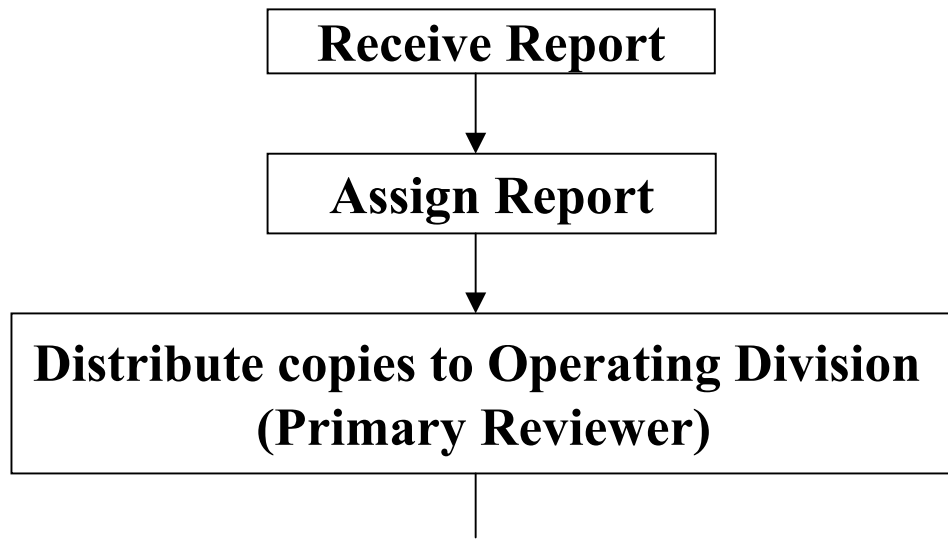 Receive Report
Assign Report
Distribute copies to Operating Division
(Primary Reviewer)